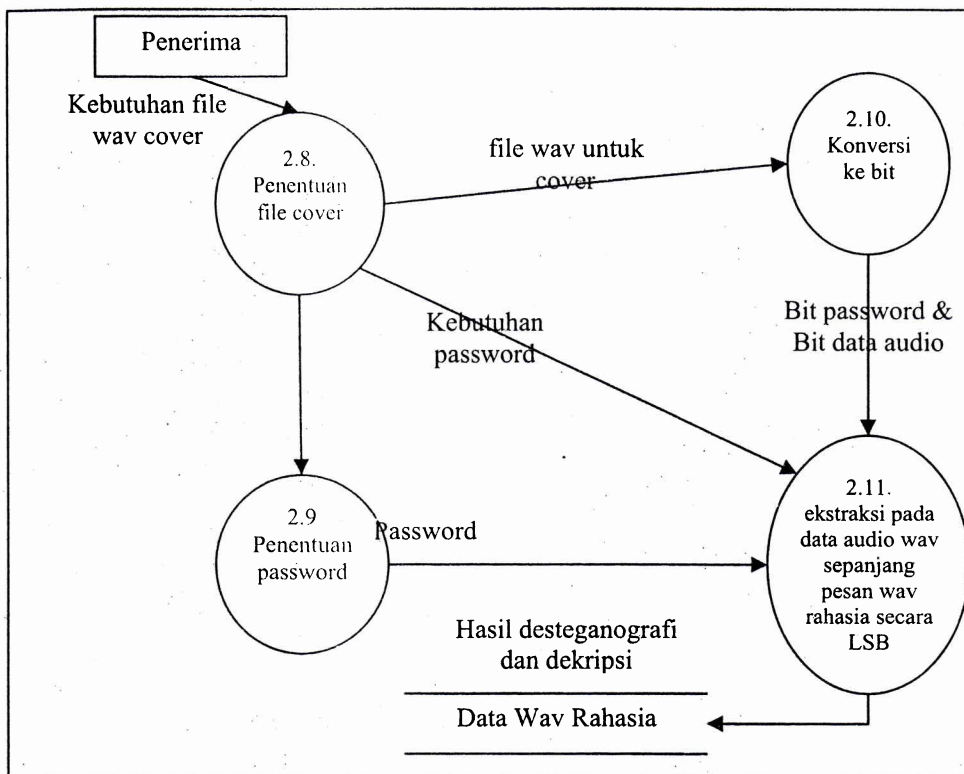 Penerima
Kebutuhan file
wav cover
2.8.
Penentuan
file cover
file wav untuk
cover
2.10.
Konversi
ke bit
Kebutuhan
password
Bit password &
Bit data audio
2.9
Penentuan
password
Password
2.11.
ekstraksi pada
data audio wav
sepanjang
pesan wav
rahasia secara
LSB
Hasil desteganografi
dan dekripsi
Data Wav Rahasia